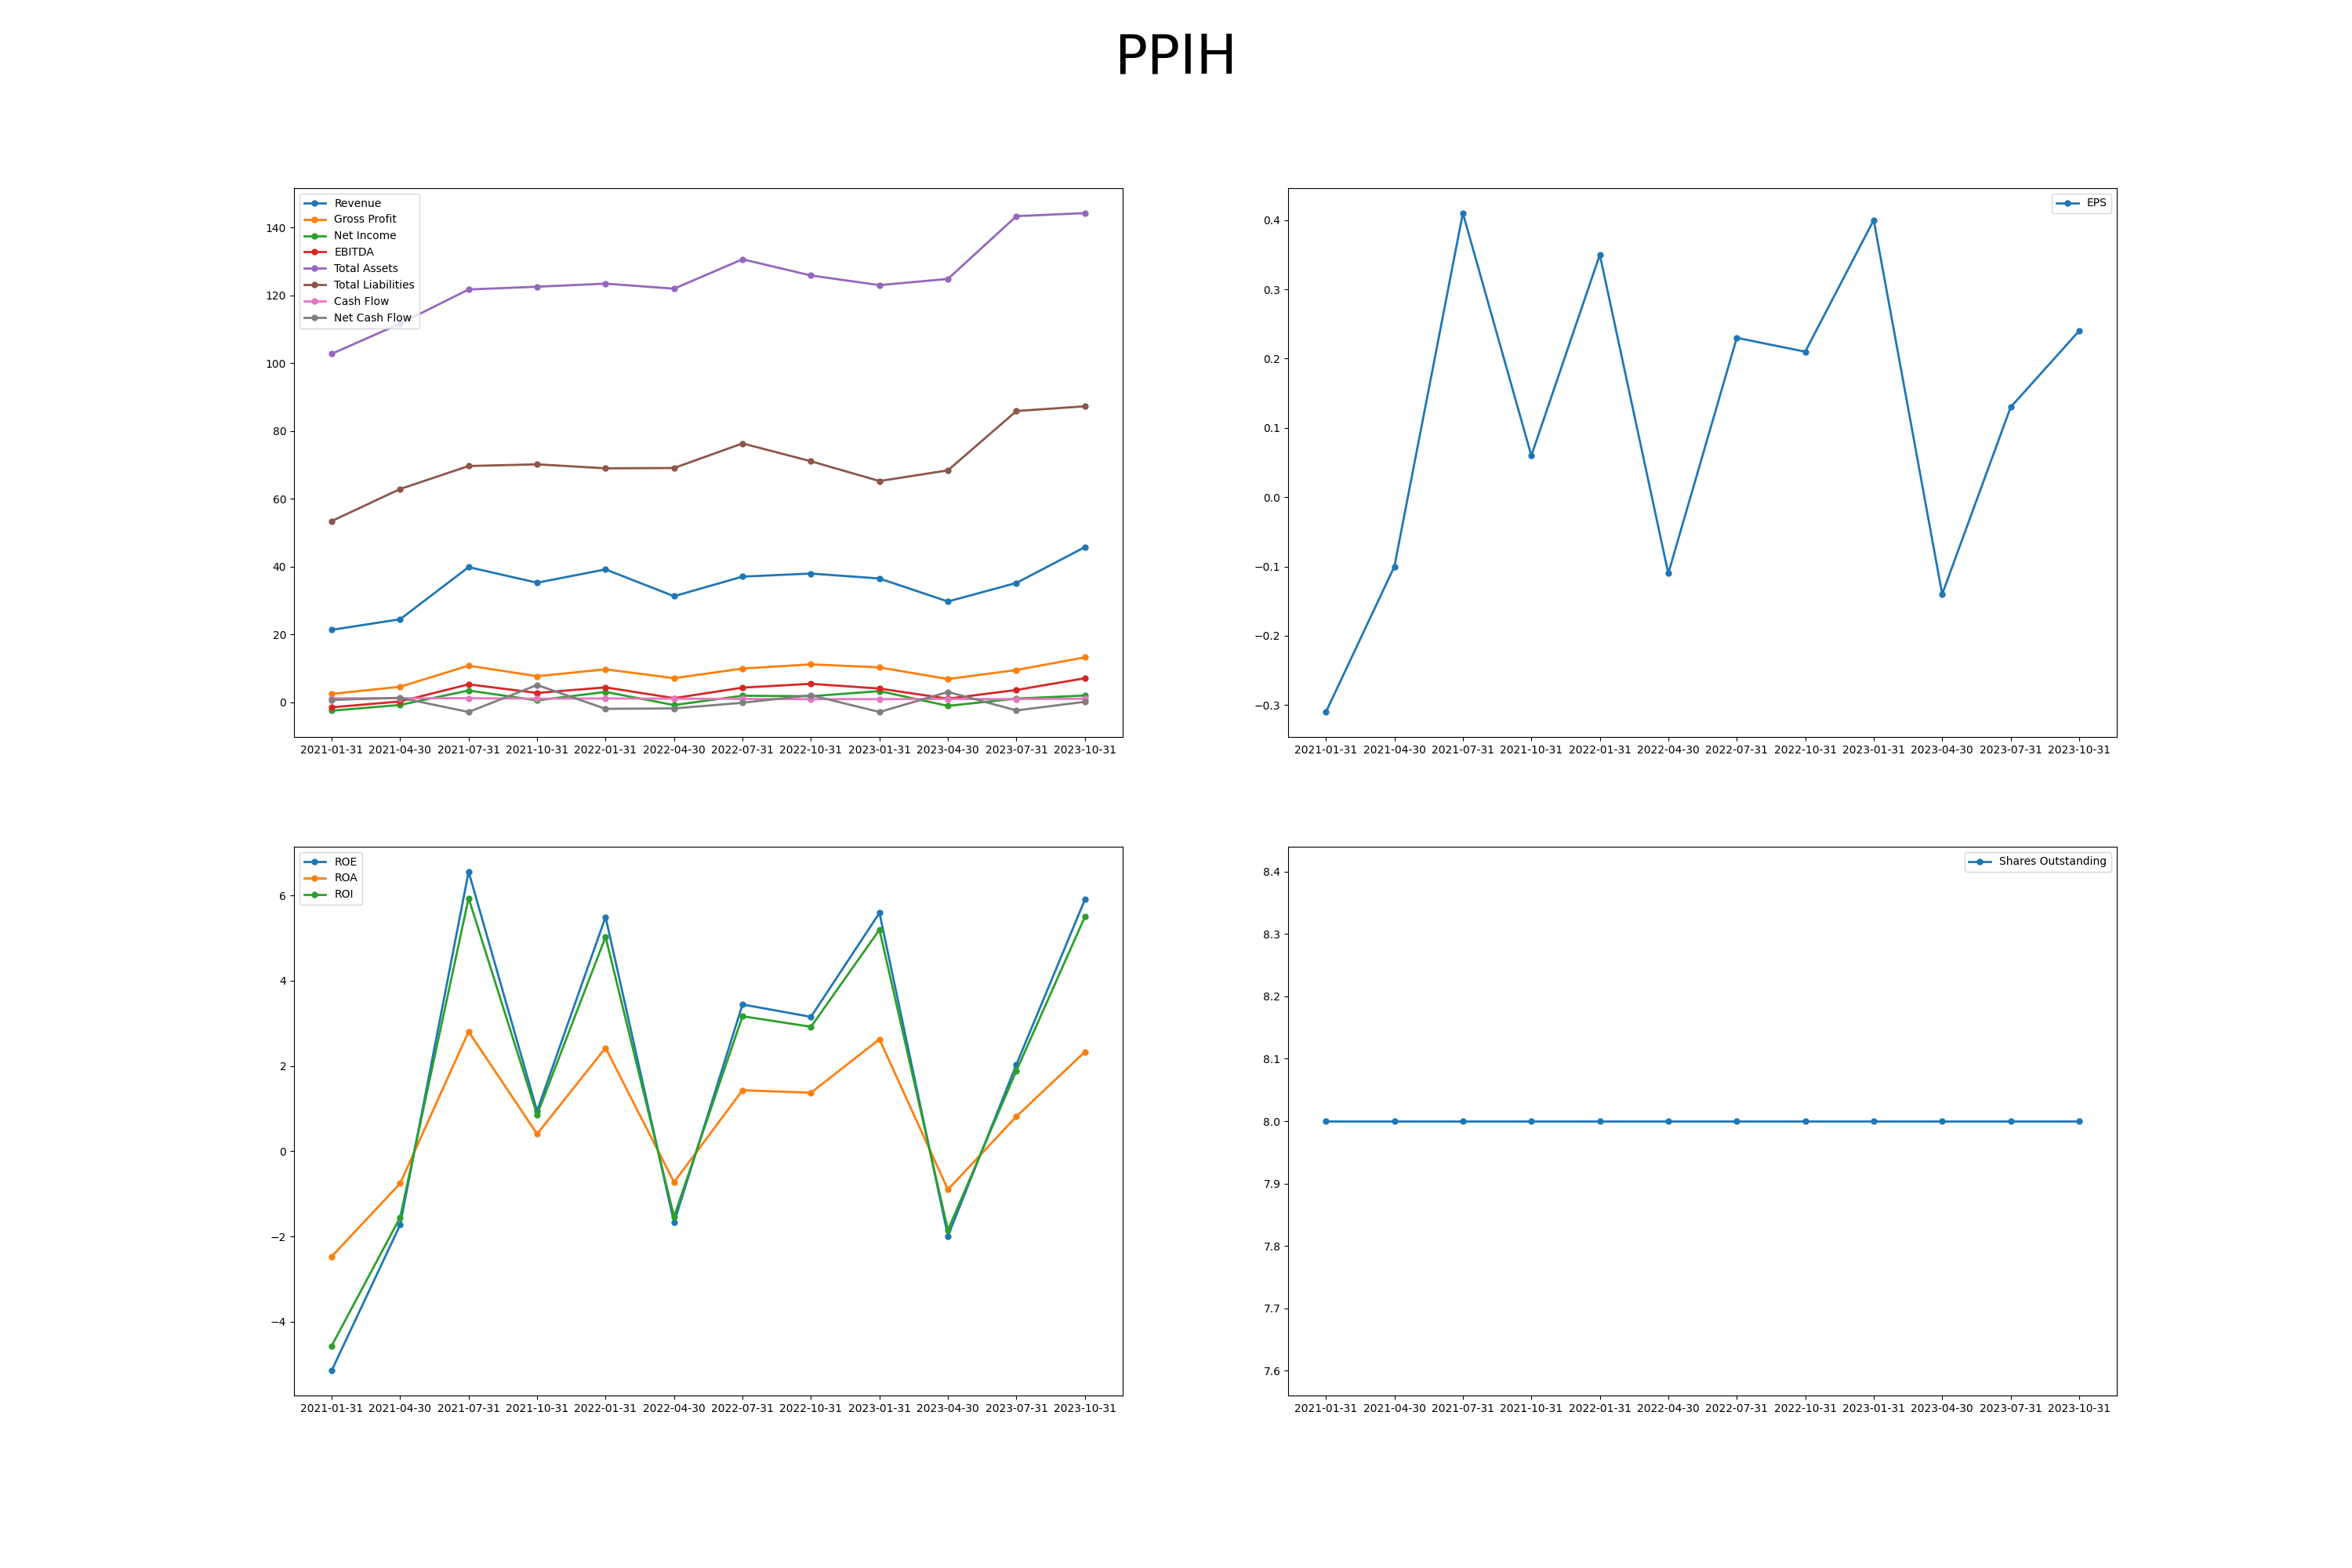 PPIH
Revenue
Gross Profit
Net Income
EBITDA
Total Assets
Total Liabilities
Cash Flow
Net Cash Flow
140
120
100
80
60
40
20
0
2021-01-31 2021-04-30 2021-07-31 2021-10-31 2022-01-31 2022-04-30 2022-07-31 2022-10-31 2023-01-31 2023-04-30 2023-07-31 2023-10-31
EPS
0.4
0.3
0.2
0.1
0.0
−0.1
−0.2
−0.3
2021-01-31 2021-04-30 2021-07-31 2021-10-31 2022-01-31 2022-04-30 2022-07-31 2022-10-31 2023-01-31 2023-04-30 2023-07-31 2023-10-31
ROE
ROA
ROI
6
4
2
0
−2
−4
2021-01-31 2021-04-30 2021-07-31 2021-10-31 2022-01-31 2022-04-30 2022-07-31 2022-10-31 2023-01-31 2023-04-30 2023-07-31 2023-10-31
Shares Outstanding
8.4
8.3
8.2
8.1
8.0
7.9
7.8
7.7
7.6
2021-01-31 2021-04-30 2021-07-31 2021-10-31 2022-01-31 2022-04-30 2022-07-31 2022-10-31 2023-01-31 2023-04-30 2023-07-31 2023-10-31